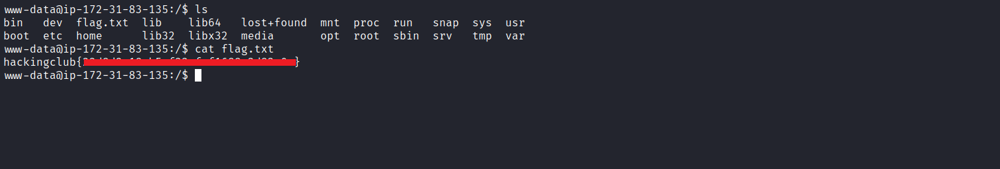 www-data@ip-172-31-83-135:/$ ls
bin   dev  flag.txt  lib    lib64   lost+found  mnt  proc  run   snap  sys  usr
boot  etc  home      lib32  libx32  media       opt  root  sbin  srv   tmp  var
www-data@ip-172-31-83-135:/$ cat flag.txt
hackingclub{ }
www-data@ip-172-31-83-135:/$